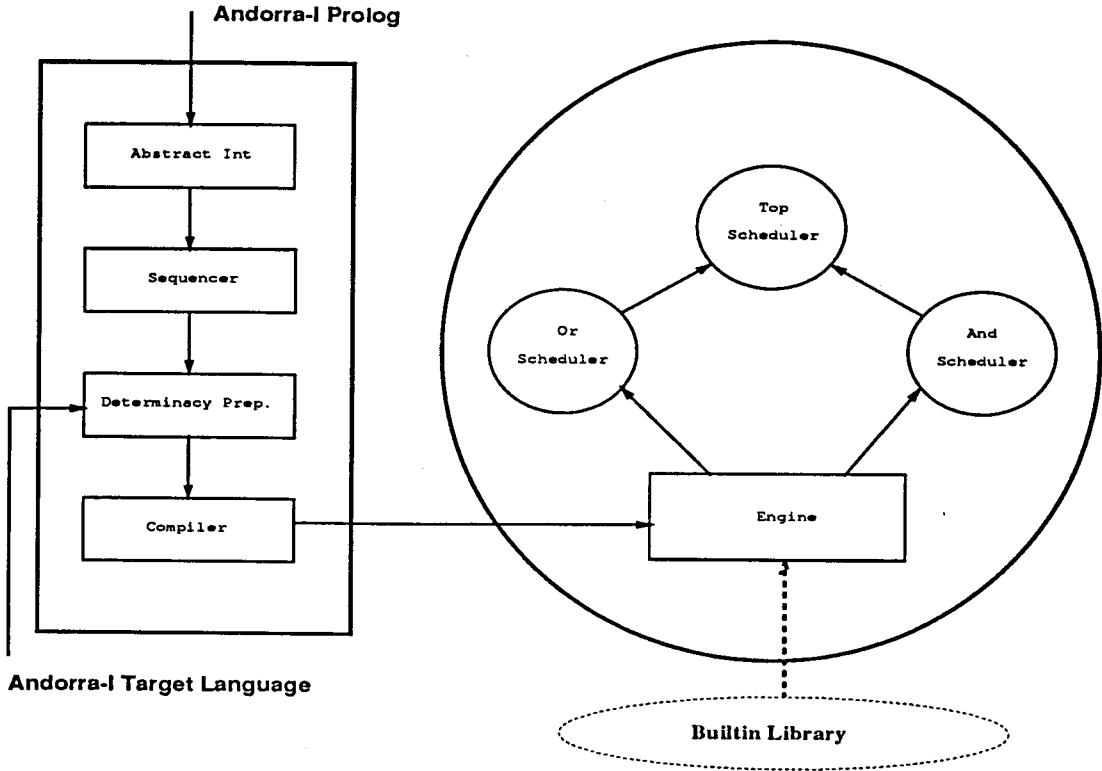 Andorra-I Prolog
Abstract Int
Sequencer
Determinacy Prep.
Compiler
Andorra-I Target Language
Top
Scheduler
Or
Scheduler
And
Scheduler
Engine
Builtin Library